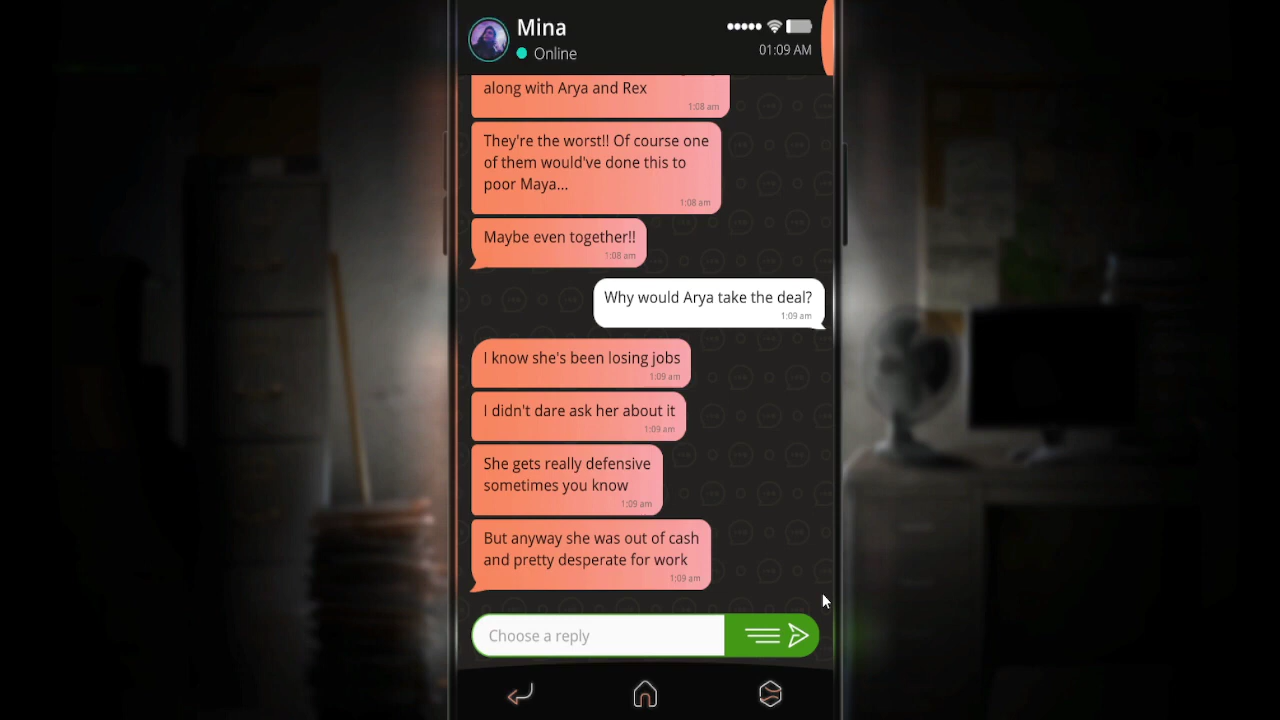 Mina
Online
01:09 AM
along with Arya and Rex
1:08 am
They're the worst!! Of course one
of them would've done this to
poor Maya...
1:08 am
Maybe even together!!
1:08 am
Why would Arya take the deal?
1:09 am
I know she's been losing jobs
1:09 am
I didn't dare ask her about it
1:09 am
She gets really defensive
sometimes you know
1:09 am
But anyway she was out of cash
and pretty desperate for work
1:09 am
Choose a reply